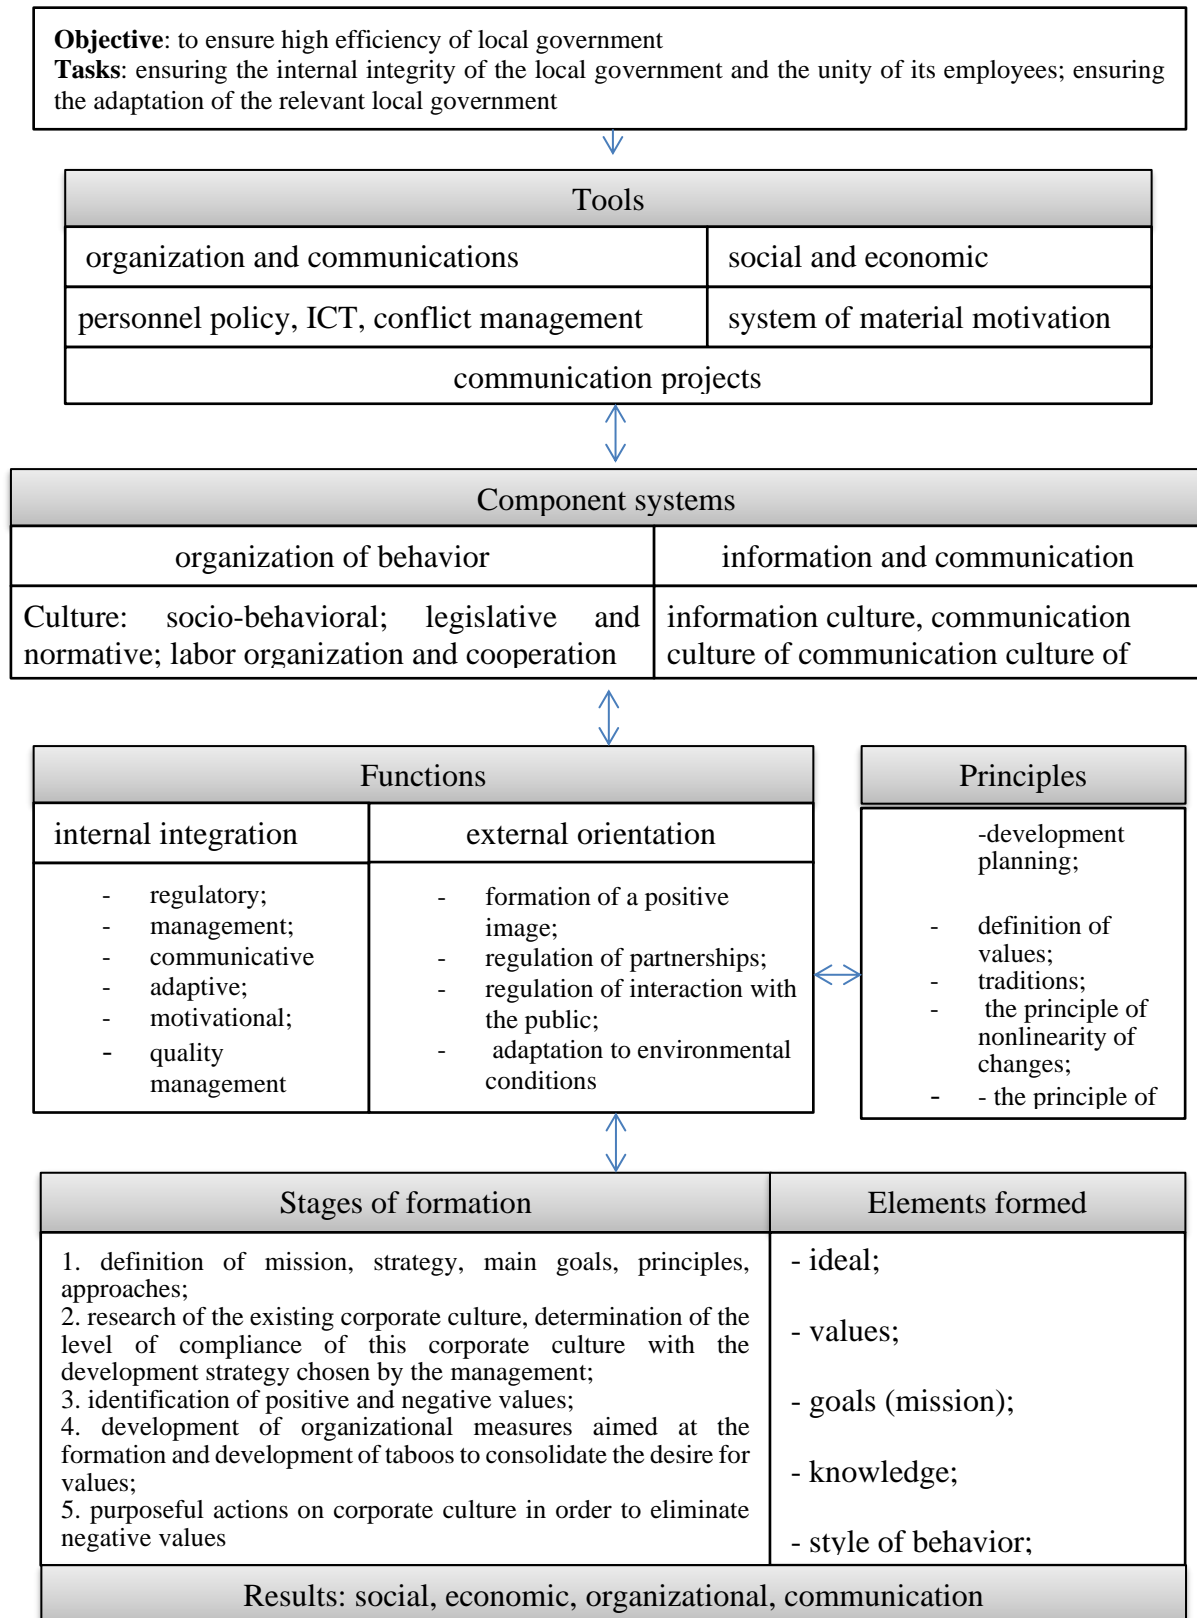 Objective: to ensure high efficiency of local government
Tasks: ensuring the internal integrity of the local government and the unity of its employees; ensuring
the adaptation of the relevant local government
Tools
organization and communications
social and economic
personnel policy, ICT, conflict management
system of material motivation
communication projects
Component systems
organization of behavior
information and communication
Culture: socio-behavioral; legislative and
normative; labor organization and cooperation
information culture, communication
culture of communication culture of
Functions
internal integration
external orientation
- regulatory;
- management;
- communicative
- adaptive;
- motivational;
- quality
management
- formation of a positive
image;
- regulation of partnerships;
- regulation of interaction with
the public;
- adaptation to environmental
conditions
Principles
-development
planning;
- definition of
values;
- traditions;
- the principle of
nonlinearity of
changes;
- - the principle of
Stages of formation
1. definition of mission, strategy, main goals, principles,
approaches;
2. research of the existing corporate culture, determination of the
level of compliance of this corporate culture with the
development strategy chosen by the management;
3. identification of positive and negative values;
4. development of organizational measures aimed at the
formation and development of taboos to consolidate the desire for
values;
5. purposeful actions on corporate culture in order to eliminate
negative values
Elements formed
- ideal;
- values;
- goals (mission);
- knowledge;
- style of behavior;
Results: social, economic, organizational, communication